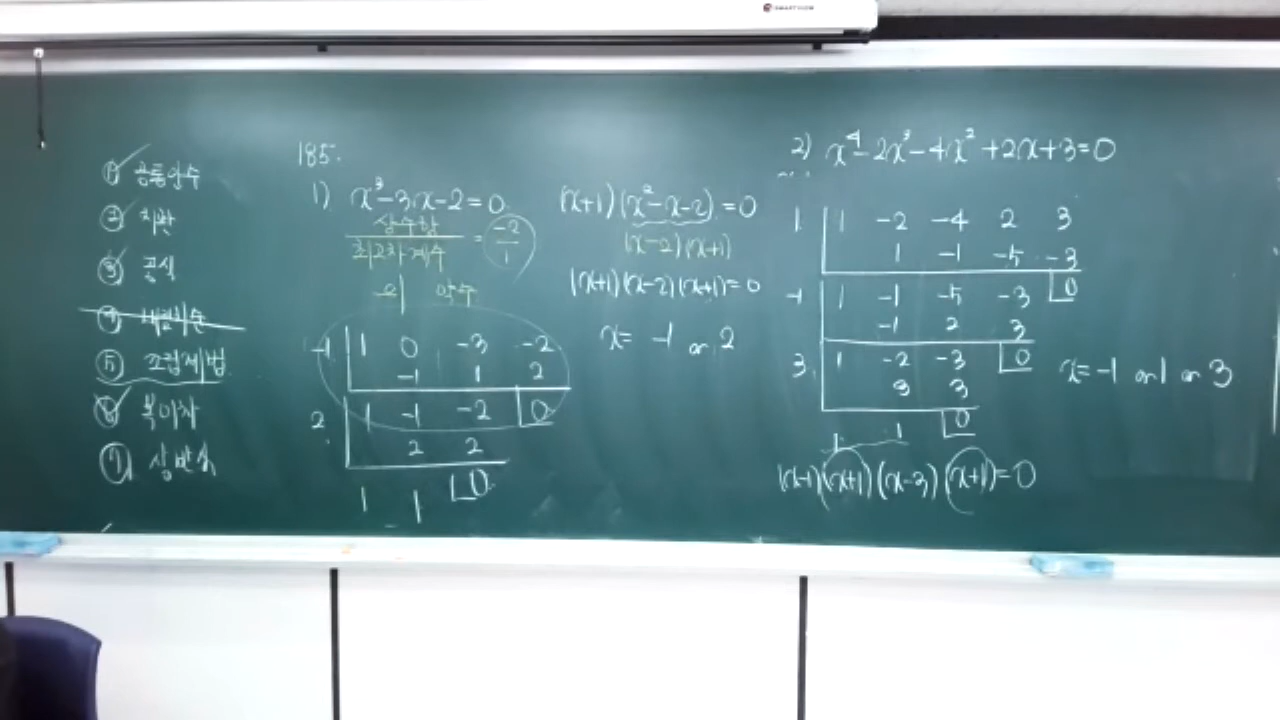 SMART VIEW
① 공통인수
② 치환
③ 공식
⑤ 조립제법
⑥ 복이차
⑦ 상반식
185.
1) x³-3x-2=0
상수항
최고차 계수
= -2/1
의 약수
-1 | 1 0 -3 -2
-1 1 2
2 | 1 -1 -2 0
2 2
1 1 0
(x+1)(x²-x-2)=0
(x-2)(x+1)
(x+1)(x-2)(x+1)=0
x= -1 or 2
2) x⁴-2x³-4x²+2x+3=0
1. | 1 -2 -4 2 3
1 -1 -5 -3
-1 | 1 -1 -5 -3 0
-1 2 3
3. | 1 -2 -3 0
3 3
1 1 0
(x-1)(x+1)(x-3)(x+1)=0
x=-1 or 1 or 3